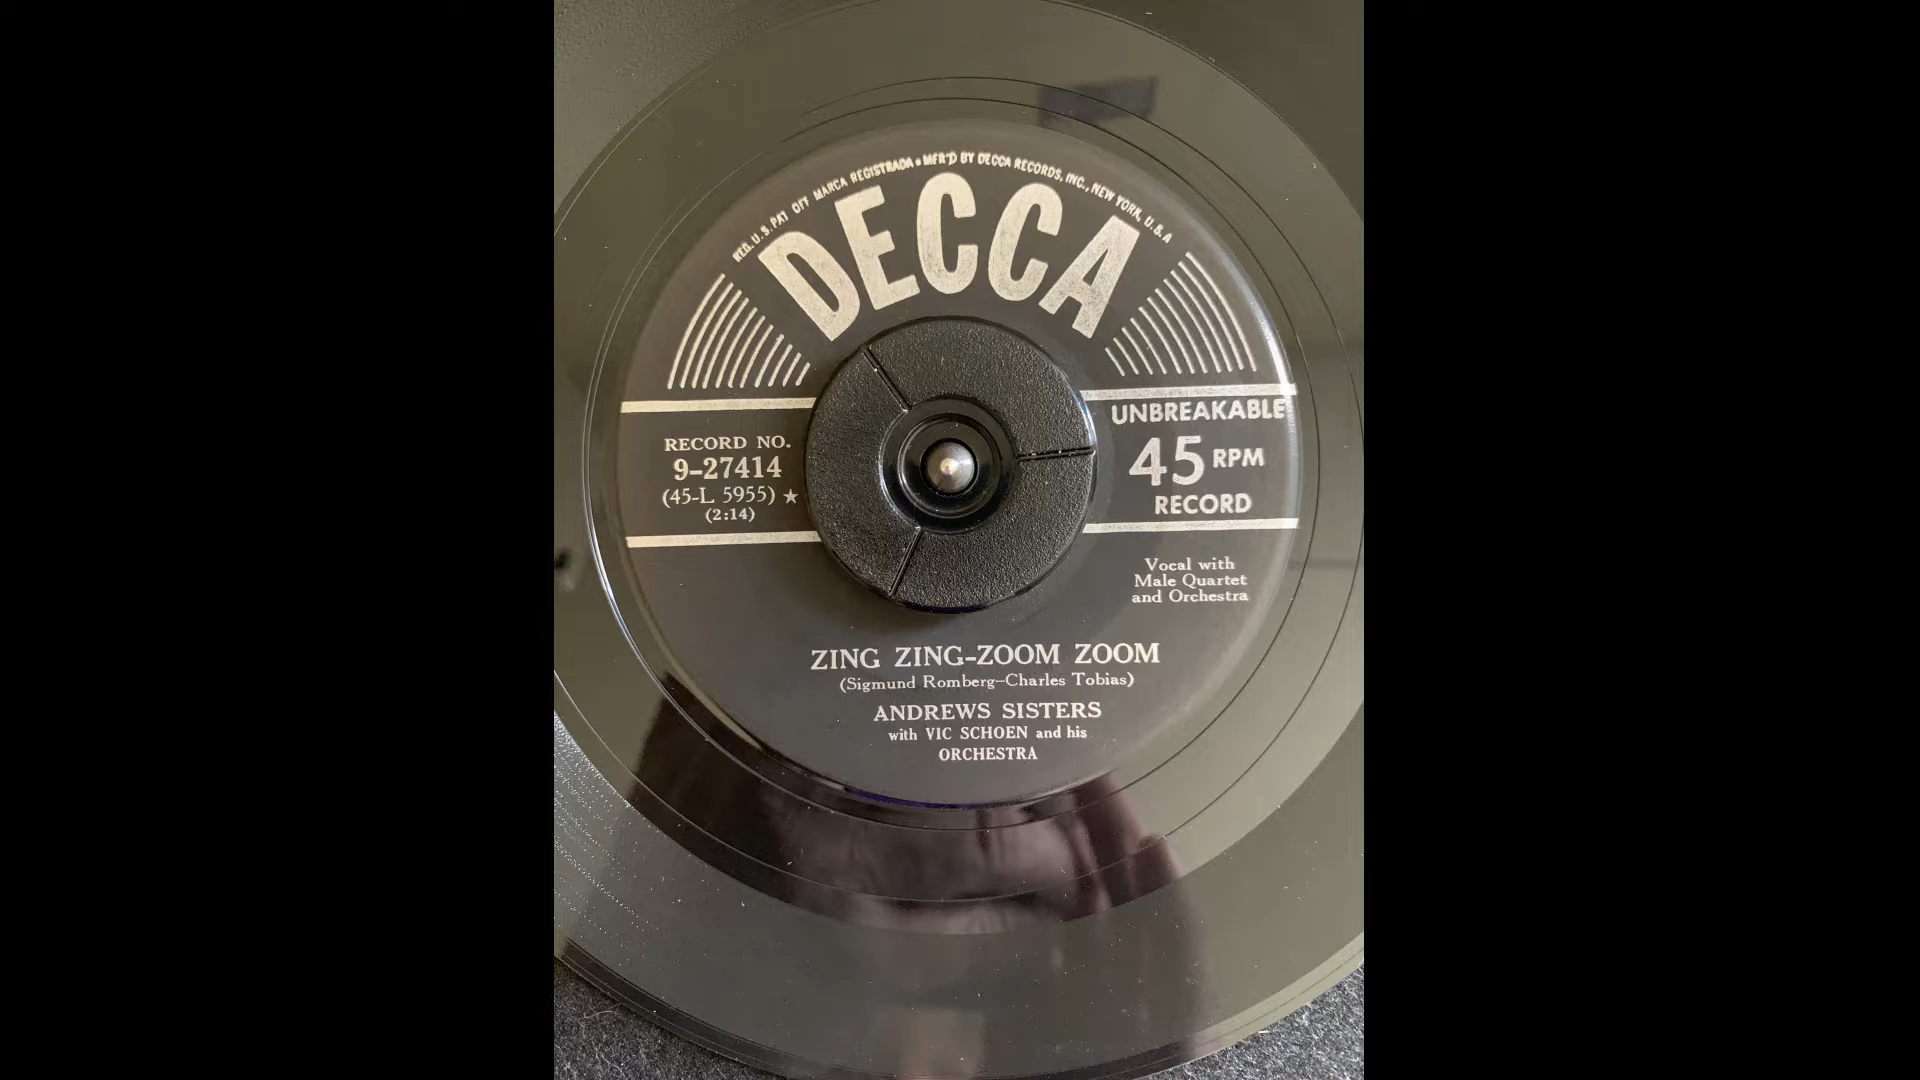 REG. U.S. PAT. OFF. MARCA REGISTRADA • MFR'D BY DECCA RECORDS, INC., NEW YORK, U.S.A.
DECCA
RECORD NO.
9-27414
(45-L 5955) ★
(2:14)
UNBREAKABLE
45 RPM
RECORD
Vocal with
Male Quartet
and Orchestra
ZING ZING-ZOOM ZOOM
(Sigmund Romberg-Charles Tobias)
ANDREWS SISTERS
with VIC SCHOEN and his
ORCHESTRA